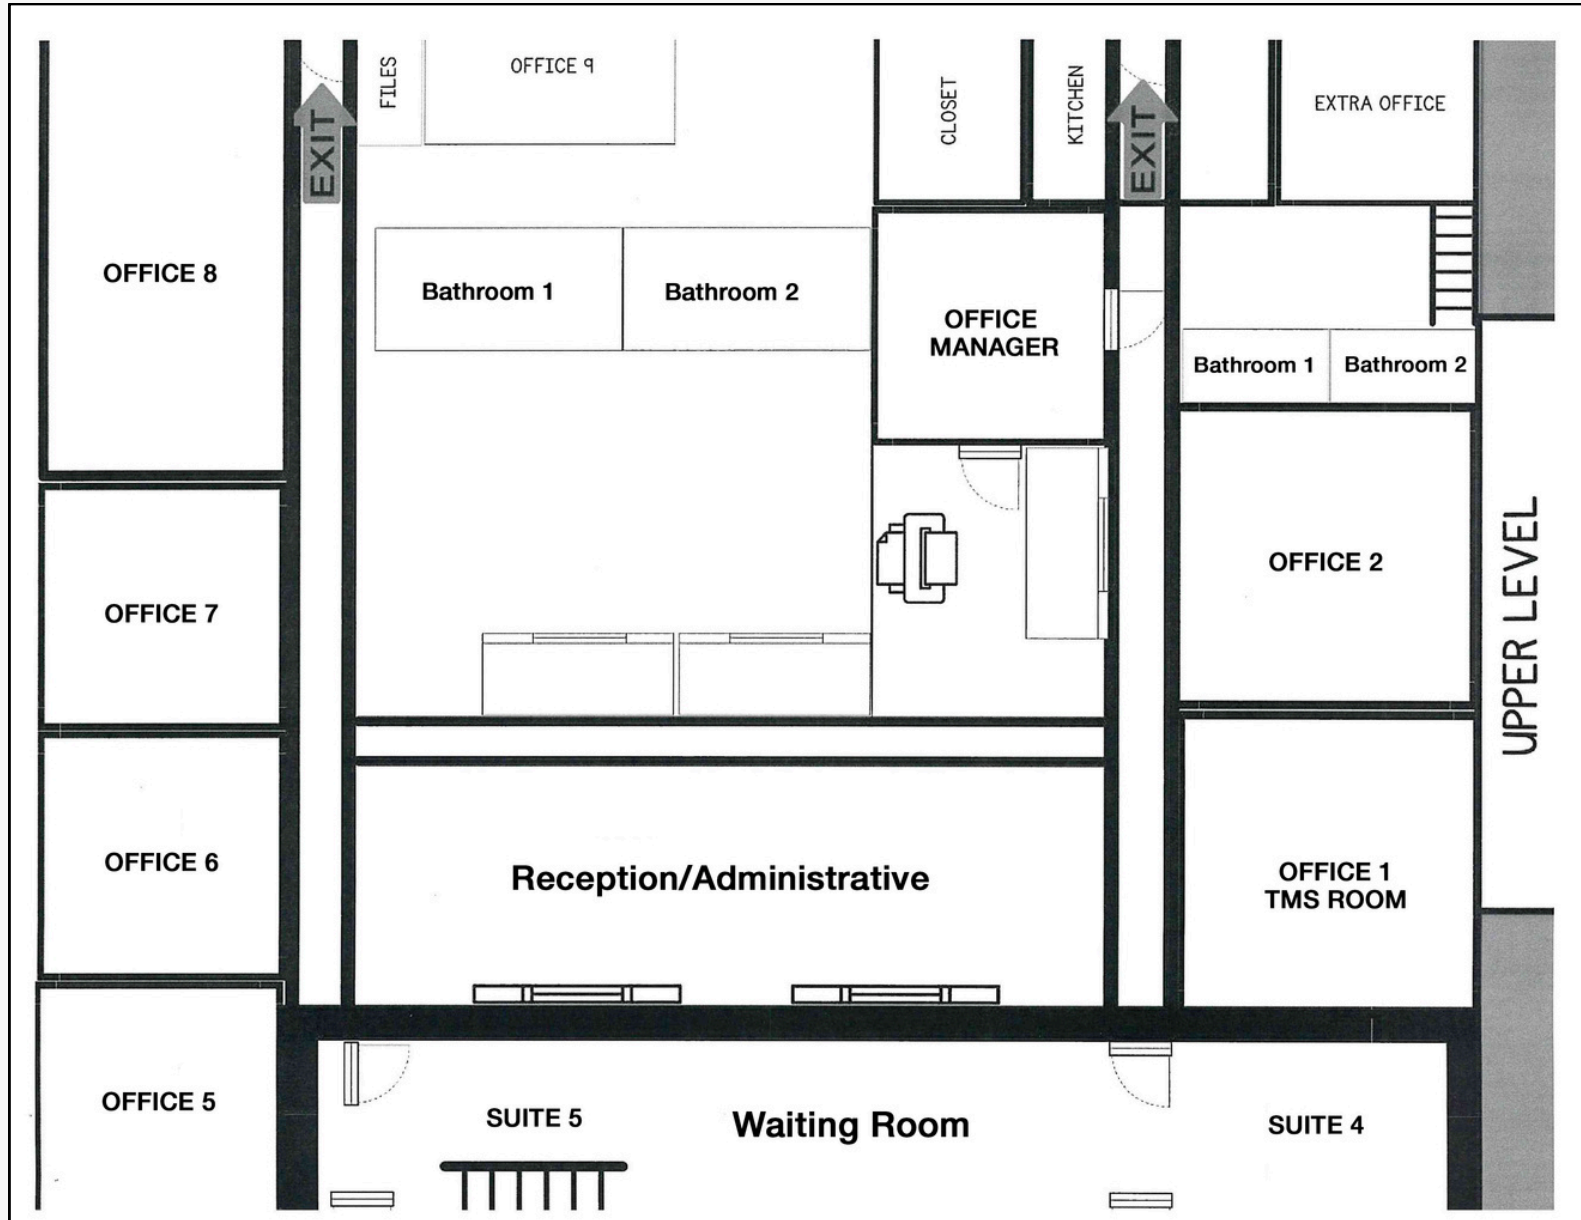 FILES
OFFICE 9
CLOSET
KITCHEN
EXTRA OFFICE
EXIT
EXIT
OFFICE 8
Bathroom 1
Bathroom 2
OFFICE
MANAGER
Bathroom 1
Bathroom 2
OFFICE 7
OFFICE 2
UPPER LEVEL
OFFICE 6
Reception/Administrative
OFFICE 1
TMS ROOM
OFFICE 5
SUITE 5
Waiting Room
SUITE 4